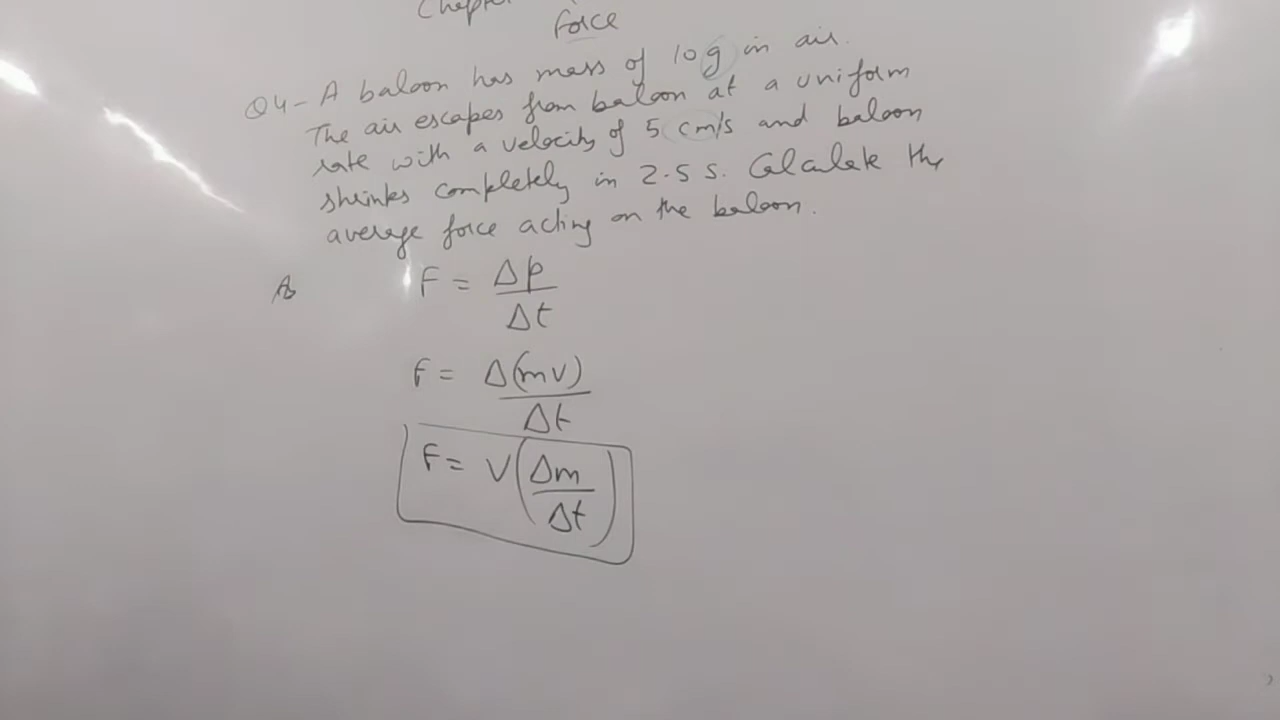 Chapter
Force
Q4- A baloon has mass of 10g in air.
The air escapes from baloon at a uniform
rate with a velocity of 5 cm/s and baloon
shrinks completely in 2.5 s. Calculate the
average force acting on the baloon.
A
F = Δp / Δt
F = Δ(mv) / Δt
F = V(Δm / Δt)